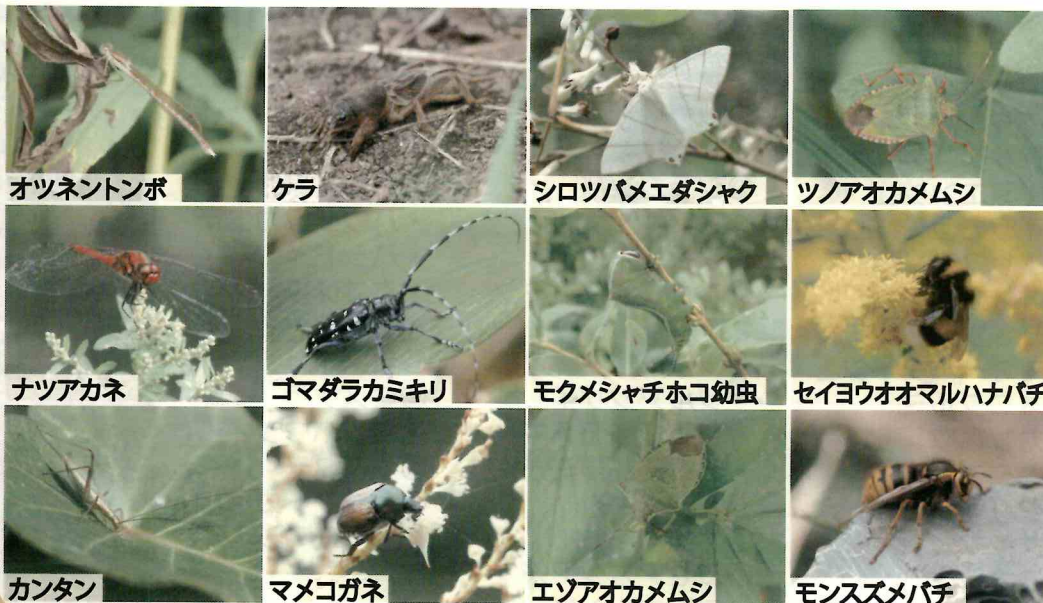 オツネントンボ
ケラ
シロツバメエダシャク
ツノアオカメムシ
ナツアカネ
ゴマダラカミキリ
モクメシャチホコ幼虫
セイヨウオオマルハナバチ
カンタン
マメコガネ
エゾアオカメムシ
モンスズメバチ